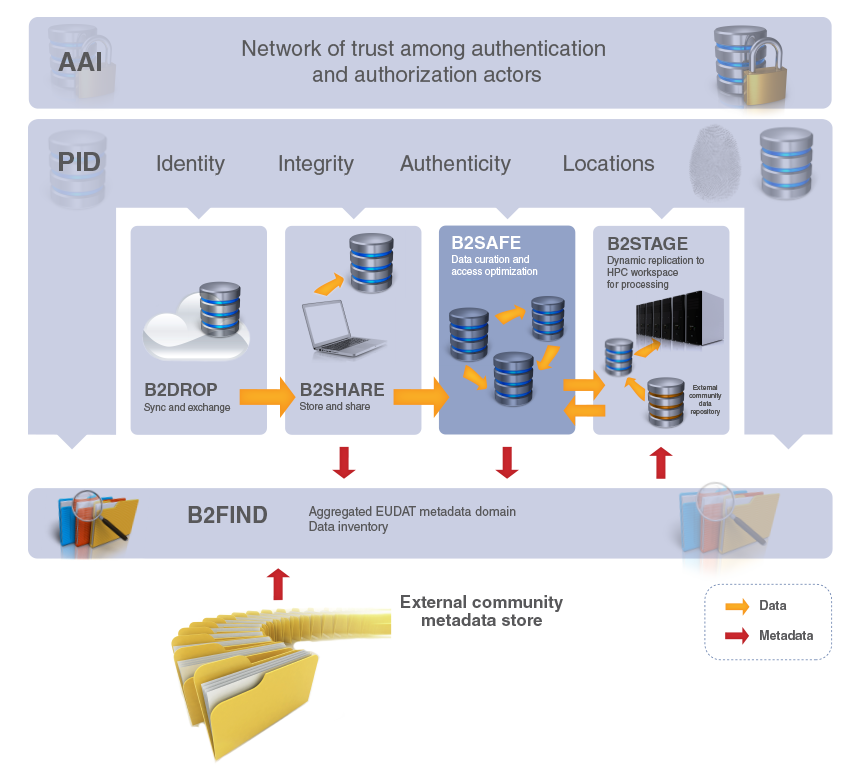 AAI
Network of trust among authentication
and authorization actors
PID
Identity
Integrity
Authenticity
Locations
B2DROP
Sync and exchange
B2SHARE
Store and share
B2SAFE
Data curation and
access optimization
B2STAGE
Dynamic replication to
HPC workspace
for processing
External
community
data
repository
B2FIND
Aggregated EUDAT metadata domain
Data inventory
External community
metadata store
Data
Metadata